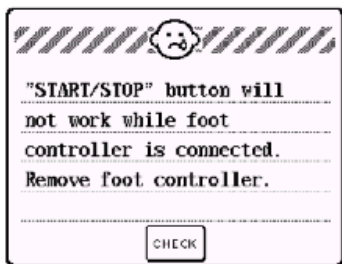 "START/STOP" button will
not work while foot
controller is connected.
Remove foot controller.
CHECK